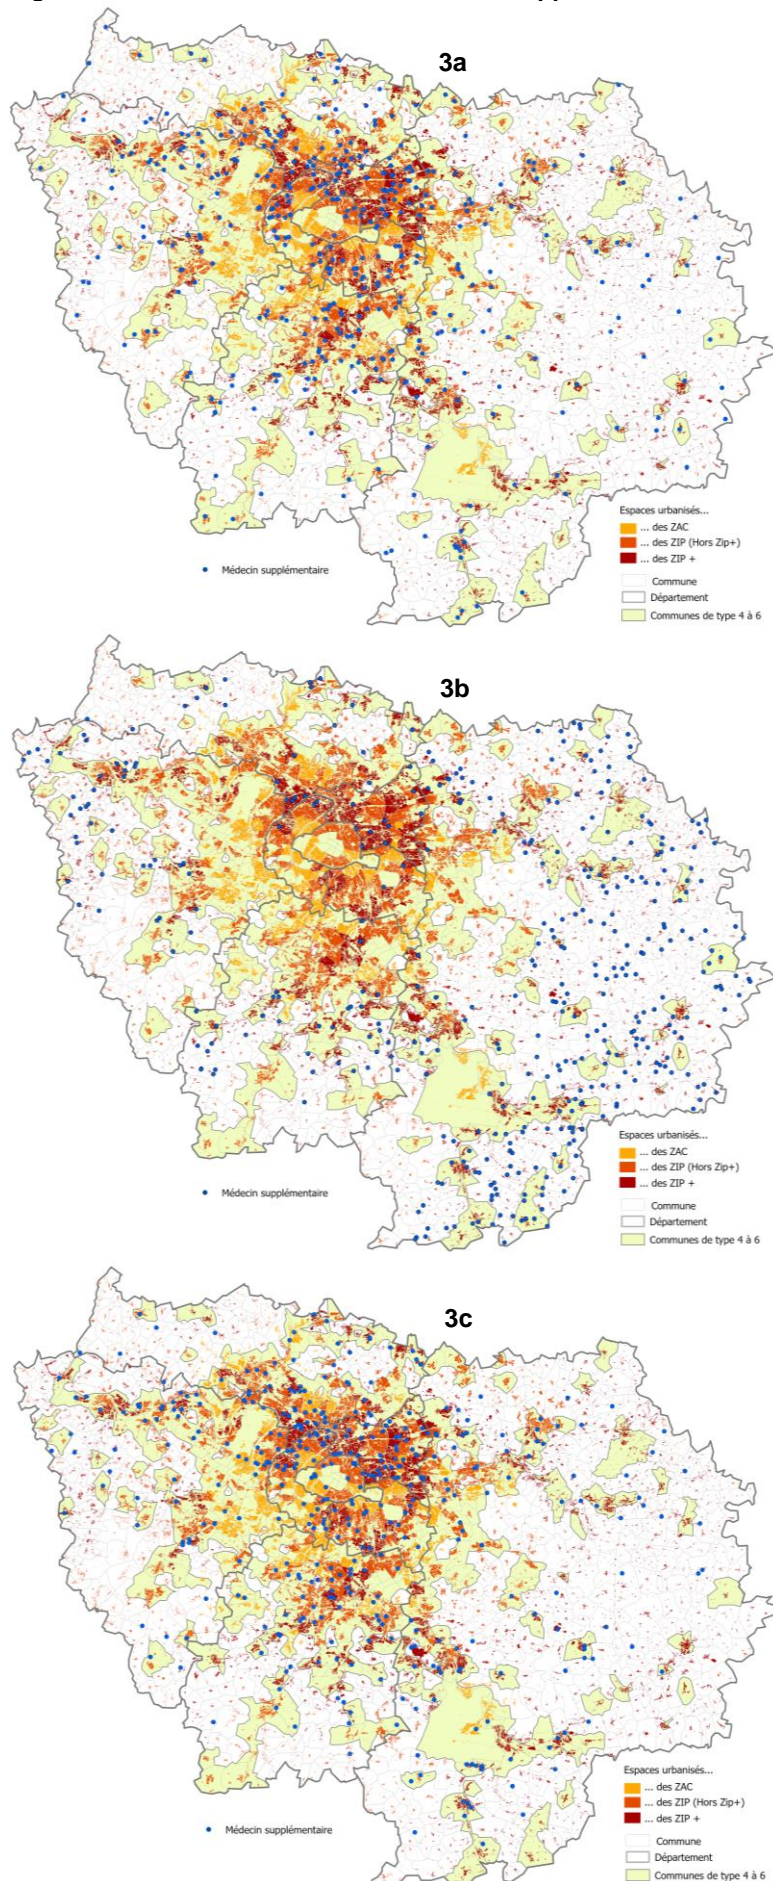 3a
Espaces urbanisés...
... des ZAC
... des ZIP (Hors Zip+)
... des ZIP +
Médecin supplémentaire
Commune
Département
Communes de type 4 à 6
3b
Espaces urbanisés...
... des ZAC
... des ZIP (Hors Zip+)
... des ZIP +
Médecin supplémentaire
Commune
Département
Communes de type 4 à 6
3c
Espaces urbanisés...
... des ZAC
... des ZIP (Hors Zip+)
... des ZIP +
Médecin supplémentaire
Commune
Département
Communes de type 4 à 6